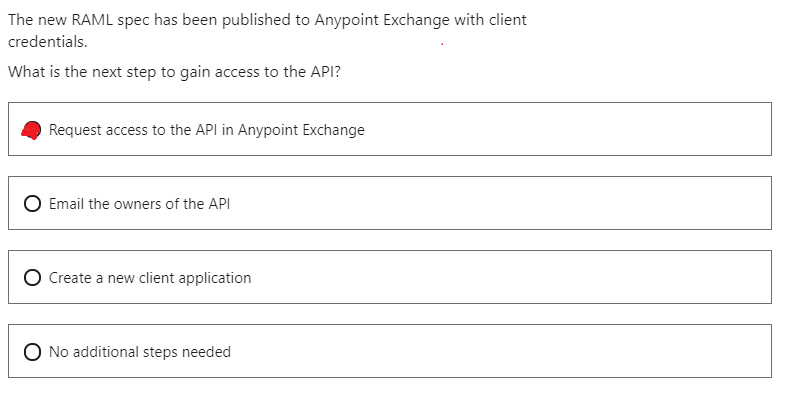 The new RAML spec has been published to Anypoint Exchange with client
credentials.
What is the next step to gain access to the API?
Request access to the API in Anypoint Exchange
Email the owners of the API
Create a new client application
No additional steps needed